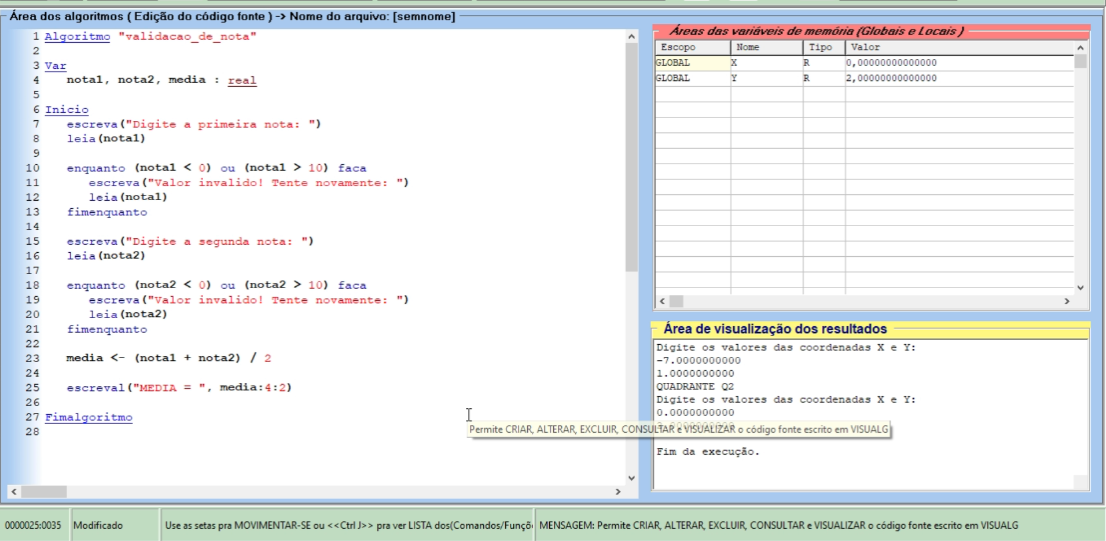 Área dos algoritmos ( Edição do código fonte ) -> Nome do arquivo: [semnome]
1 Algoritmo "validacao_de_nota"
2
3 Var
4 nota1, nota2, media : real
5
6 Inicio
7 escreva("Digite a primeira nota: ")
8 leia(nota1)
9
10 enquanto (nota1 < 0) ou (nota1 > 10) faca
11 escreva("Valor invalido! Tente novamente: ")
12 leia(nota1)
13 fimenquanto
14
15 escreva("Digite a segunda nota: ")
16 leia(nota2)
17
18 enquanto (nota2 < 0) ou (nota2 > 10) faca
19 escreva("Valor invalido! Tente novamente: ")
20 leia(nota2)
21 fimenquanto
22
23 media <- (nota1 + nota2) / 2
24
25 escreval("MEDIA = ", media:4:2)
26
27 Fimalgoritmo
28
Áreas das variáveis de memória (Globais e Locais )
Escopo Nome Tipo Valor
GLOBAL X R 0,00000000000000
GLOBAL Y R 2,00000000000000
Área de visualização dos resultados
Digite os valores das coordenadas X e Y:
-7.0000000000
1.0000000000
QUADRANTE Q2
Digite os valores das coordenadas X e Y:
0.0000000000
Permite CRIAR, ALTERAR, EXCLUIR, CONSULTAR e VISUALIZAR o código fonte escrito em VISUALG
Fim da execução.
0000025:0035 Modificado Use as setas pra MOVIMENTAR-SE ou <<Ctrl J>> pra ver LISTA dos(Comandos/Funçõ MENSAGEM: Permite CRIAR, ALTERAR, EXCLUIR, CONSULTAR e VISUALIZAR o código fonte escrito em VISUALG